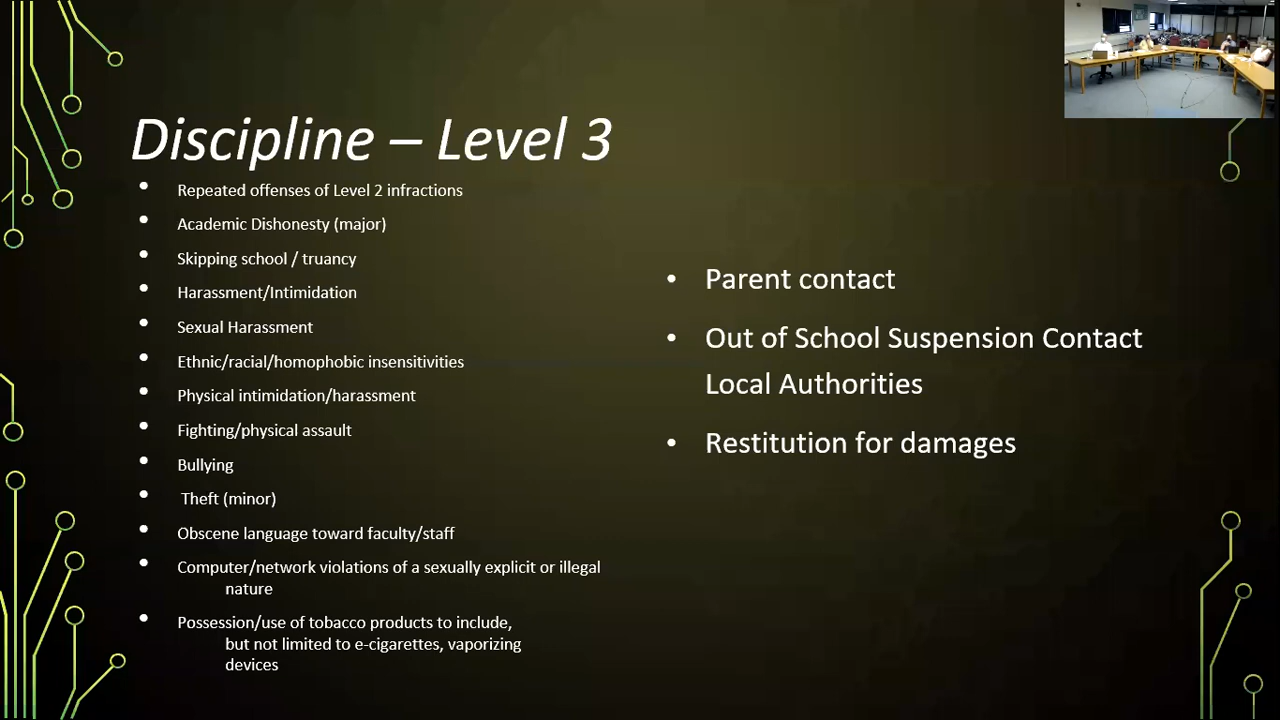 Discipline – Level 3
• Repeated offenses of Level 2 infractions
• Academic Dishonesty (major)
• Skipping school / truancy
• Harassment/Intimidation
• Sexual Harassment
• Ethnic/racial/homophobic insensitivities
• Physical intimidation/harassment
• Fighting/physical assault
• Bullying
• Theft (minor)
• Obscene language toward faculty/staff
• Computer/network violations of a sexually explicit or illegal
nature
• Possession/use of tobacco products to include,
but not limited to e-cigarettes, vaporizing
devices
• Parent contact
• Out of School Suspension Contact
Local Authorities
• Restitution for damages